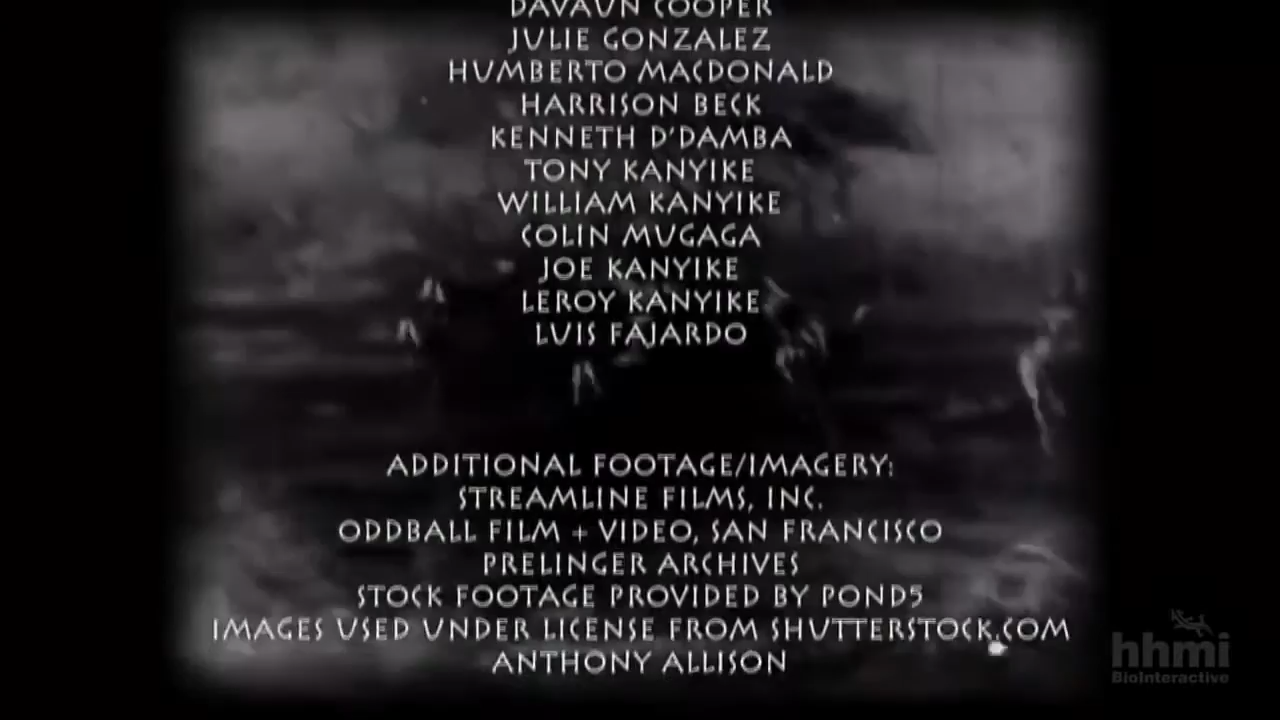 DAVAUN COOPER
JULIE GONZALEZ
HUMBERTO MACDONALD
HARRISON BECK
KENNETH D'DAMBA
TONY KANYIKE
WILLIAM KANYIKE
COLIN MUGAGA
JOE KANYIKE
LEROY KANYIKE
LUIS FAJARDO
ADDITIONAL FOOTAGE/IMAGERY:
STREAMLINE FILMS, INC.
ODDBALL FILM + VIDEO, SAN FRANCISCO
PRELINGER ARCHIVES
STOCK FOOTAGE PROVIDED BY POND5
IMAGES USED UNDER LICENSE FROM SHUTTERSTOCK.COM
ANTHONY ALLISON
hhmi
BioInteractive